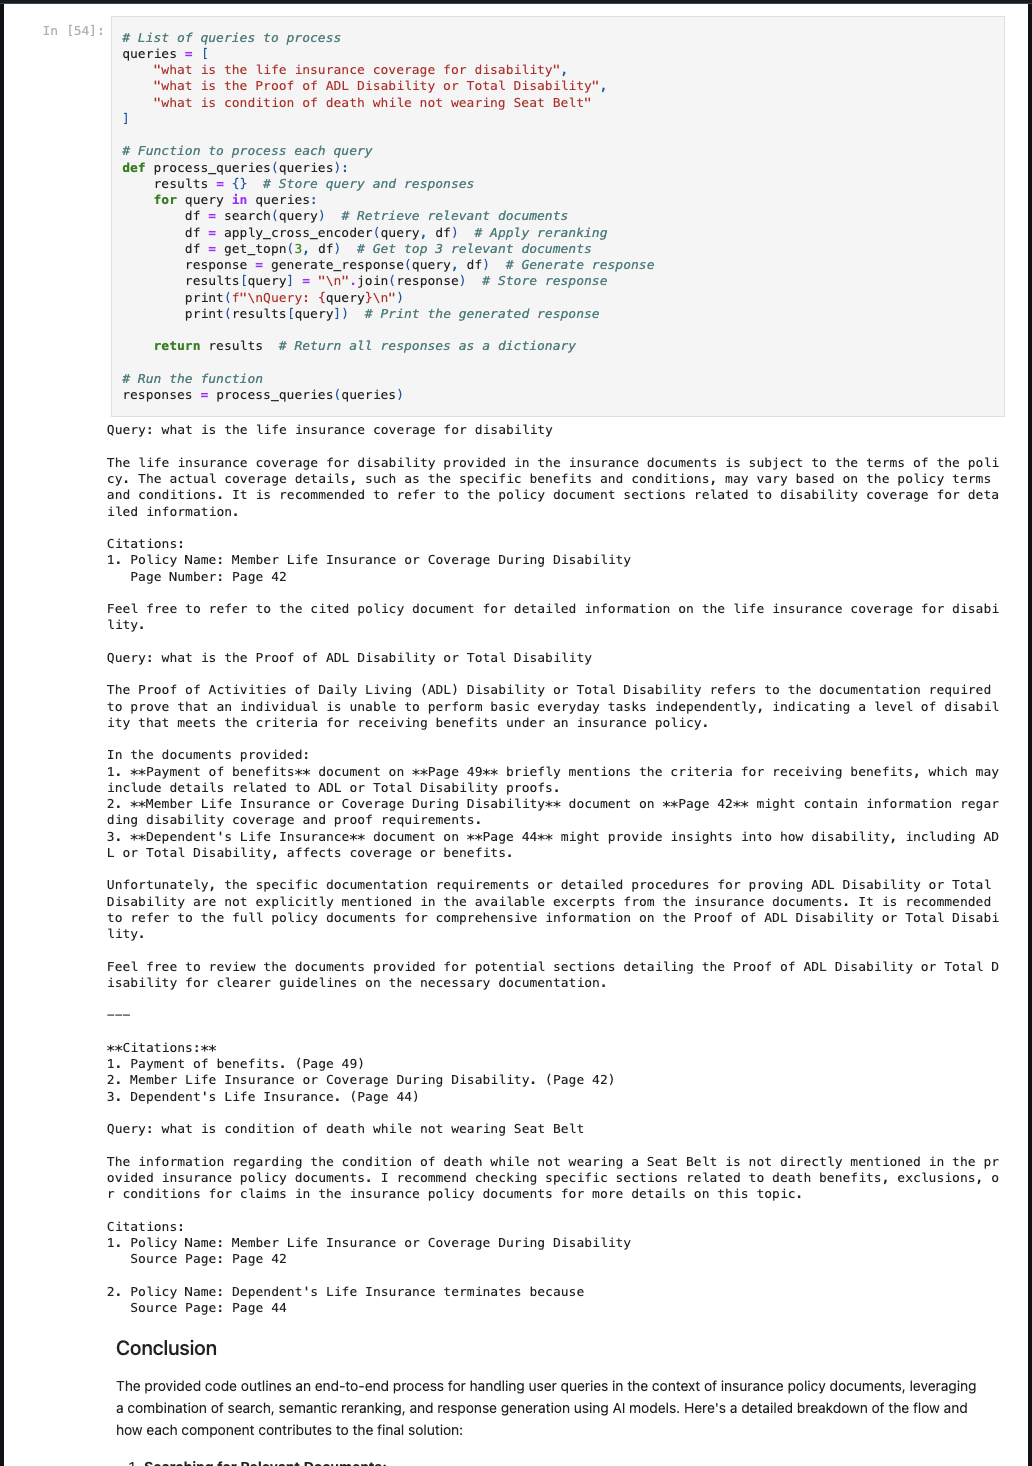 In [54]:
# List of queries to process
queries = [
    "what is the life insurance coverage for disability",
    "what is the Proof of ADL Disability or Total Disability",
    "what is condition of death while not wearing Seat Belt"
]
# Function to process each query
def process_queries(queries):
    results = {}  # Store query and responses
    for query in queries:
        df = search(query)  # Retrieve relevant documents
        df = apply_cross_encoder(query, df)  # Apply reranking
        df = get_topn(3, df)  # Get top 3 relevant documents
        response = generate_response(query, df)  # Generate response
        results[query] = "\n".join(response)  # Store response
        print(f"\nQuery: {query}\n")
        print(results[query])  # Print the generated response
    return results  # Return all responses as a dictionary
# Run the function
responses = process_queries(queries)
Query: what is the life insurance coverage for disability
The life insurance coverage for disability provided in the insurance documents is subject to the terms of the poli
cy. The actual coverage details, such as the specific benefits and conditions, may vary based on the policy terms
and conditions. It is recommended to refer to the policy document sections related to disability coverage for deta
iled information.
Citations:
1. Policy Name: Member Life Insurance or Coverage During Disability
   Page Number: Page 42
Feel free to refer to the cited policy document for detailed information on the life insurance coverage for disabi
lity.
Query: what is the Proof of ADL Disability or Total Disability
The Proof of Activities of Daily Living (ADL) Disability or Total Disability refers to the documentation required
to prove that an individual is unable to perform basic everyday tasks independently, indicating a level of disabil
ity that meets the criteria for receiving benefits under an insurance policy.
In the documents provided:
1. **Payment of benefits** document on **Page 49** briefly mentions the criteria for receiving benefits, which may
include details related to ADL or Total Disability proofs.
2. **Member Life Insurance or Coverage During Disability** document on **Page 42** might contain information regar
ding disability coverage and proof requirements.
3. **Dependent's Life Insurance** document on **Page 44** might provide insights into how disability, including AD
L or Total Disability, affects coverage or benefits.
Unfortunately, the specific documentation requirements or detailed procedures for proving ADL Disability or Total
Disability are not explicitly mentioned in the available excerpts from the insurance documents. It is recommended
to refer to the full policy documents for comprehensive information on the Proof of ADL Disability or Total Disabi
lity.
Feel free to review the documents provided for potential sections detailing the Proof of ADL Disability or Total D
isability for clearer guidelines on the necessary documentation.
---
**Citations:**
1. Payment of benefits. (Page 49)
2. Member Life Insurance or Coverage During Disability. (Page 42)
3. Dependent's Life Insurance. (Page 44)
Query: what is condition of death while not wearing Seat Belt
The information regarding the condition of death while not wearing a Seat Belt is not directly mentioned in the pr
ovided insurance policy documents. I recommend checking specific sections related to death benefits, exclusions, o
r conditions for claims in the insurance policy documents for more details on this topic.
Citations:
1. Policy Name: Member Life Insurance or Coverage During Disability
   Source Page: Page 42
2. Policy Name: Dependent's Life Insurance terminates because
   Source Page: Page 44
Conclusion
The provided code outlines an end-to-end process for handling user queries in the context of insurance policy documents, leveraging
a combination of search, semantic reranking, and response generation using AI models. Here's a detailed breakdown of the flow and
how each component contributes to the final solution:
1. Searching for Relevant Documents: